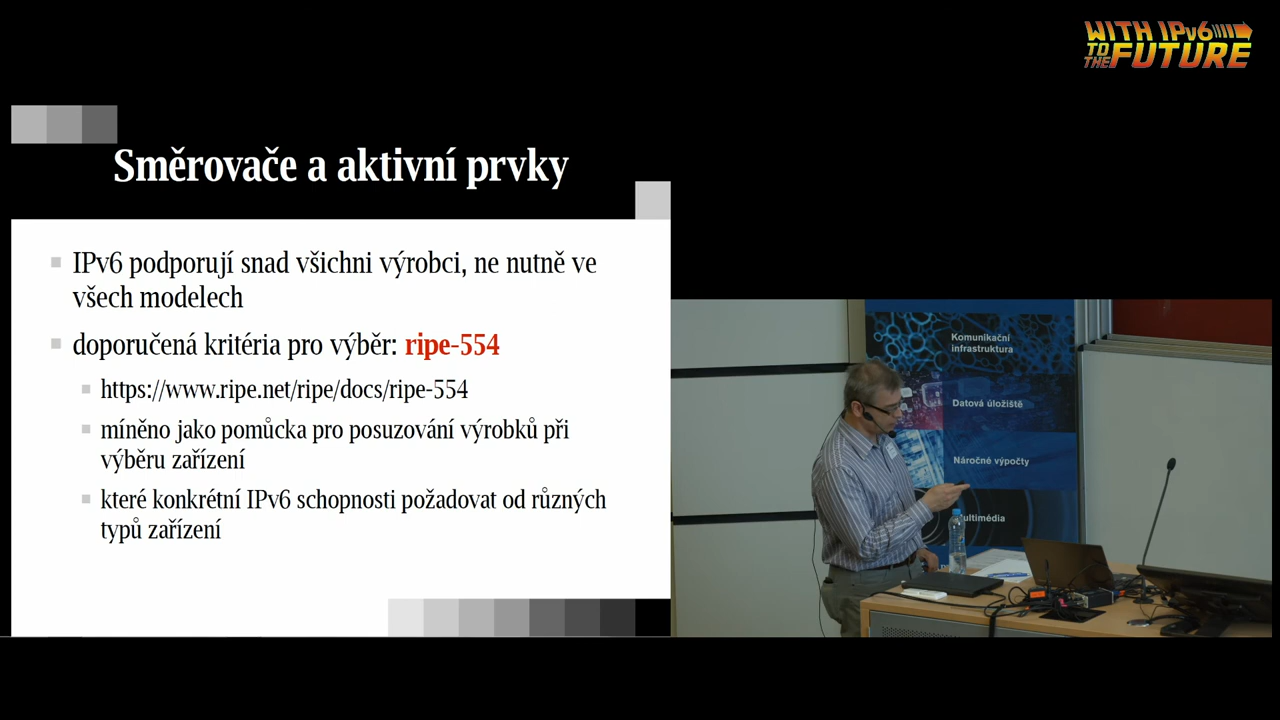 WITH IPv6
TO THE FUTURE
Směrovače a aktivní prvky
IPv6 podporují snad všichni výrobci, ne nutně ve
všech modelech
doporučená kritéria pro výběr: ripe-554
https://www.ripe.net/ripe/docs/ripe-554
míněno jako pomůcka pro posuzování výrobků při
výběru zařízení
které konkrétní IPv6 schopnosti požadovat od různých
typů zařízení
Komunikační
infrastruktura
Datová úložiště
Náročné výpočty
ultimédia